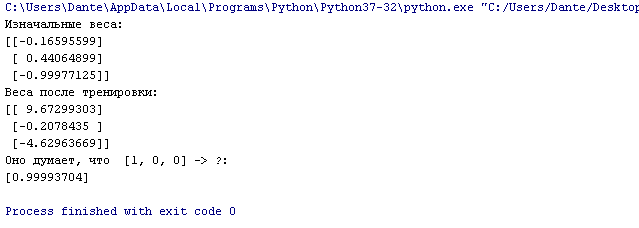 C:\Users\Dante\AppData\Local\Programs\Python\Python37-32\python.exe "C:/Users/Dante/Desktop
Изначальные веса:
[[-0.16595599]
 [ 0.44064899]
 [-0.99977125]]
Веса после тренировки:
[[ 9.67299303]
 [-0.2078435 ]
 [-4.62963669]]
Оно думает, что  [1, 0, 0] -> ?:
[0.99993704]
Process finished with exit code 0